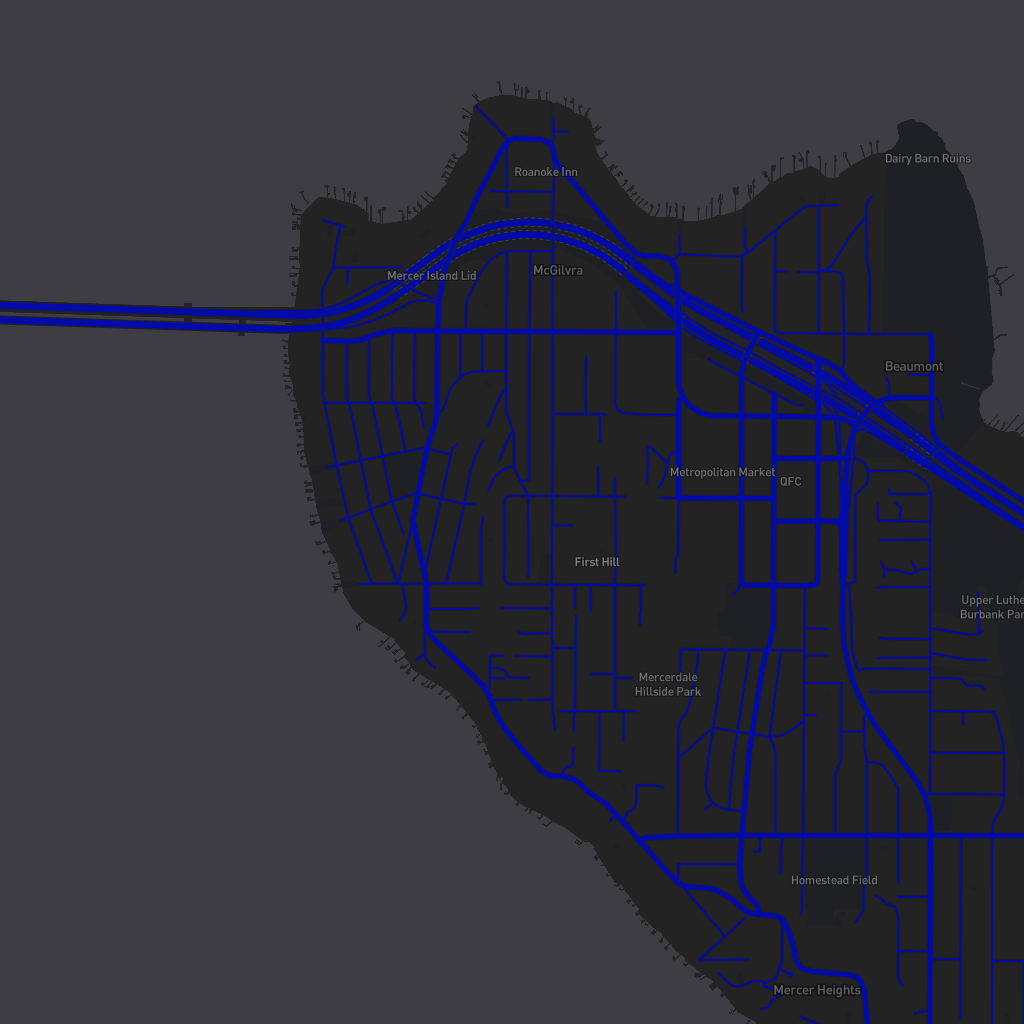 Dairy Barn Ruins
Roanoke Inn
McGilvra
Mercer Island Lid
Beaumont
Metropolitan Market
QFC
First Hill
Upper Luthe
Burbank Par
Mercerdale
Hillside Park
Homestead Field
Mercer Heights